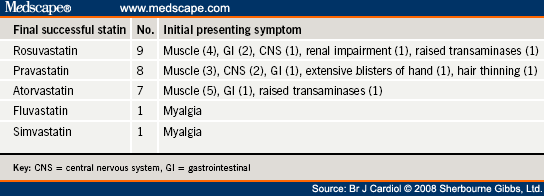 Medscape® www.medscape.com
Final successful statin No. Initial presenting symptom
Rosuvastatin 9 Muscle (4), GI (2), CNS (1), renal impairment (1), raised transaminases (1)
Pravastatin 8 Muscle (3), CNS (2), GI (1), extensive blisters of hand (1), hair thinning (1)
Atorvastatin 7 Muscle (5), GI (1), raised transaminases (1)
Fluvastatin 1 Myalgia
Simvastatin 1 Myalgia
Key: CNS = central nervous system, GI = gastrointestinal
Source: Br J Cardiol © 2008 Sherbourne Gibbs, Ltd.